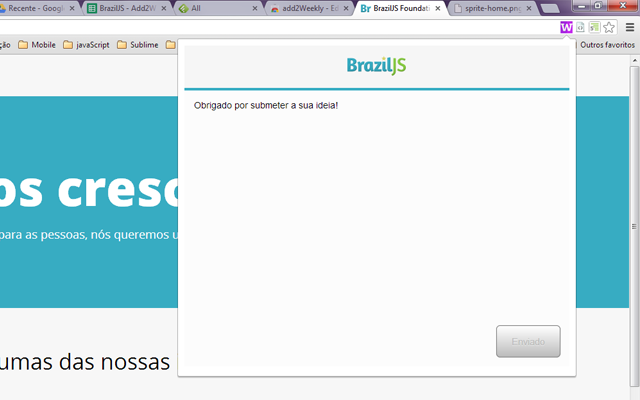 Recente - Googl
BrazilJS - Add2W
All
add2Weekly - Ed
BrazilJS Foundati
sprite-home.png
ção
Mobile
javaScript
Sublime
Outros favoritos
BrazilJS
Obrigado por submeter a sua ideia!
os cresc
para as pessoas, nós queremos u
Enviado
umas das nossas